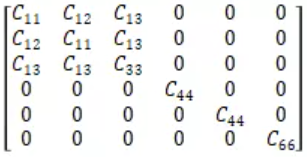 C₁₁ C₁₂ C₁₃ 0 0 0
C₁₂ C₁₁ C₁₃ 0 0 0
C₁₃ C₁₃ C₃₃ 0 0 0
0 0 0 C₄₄ 0 0
0 0 0 0 C₄₄ 0
0 0 0 0 0 C₆₆